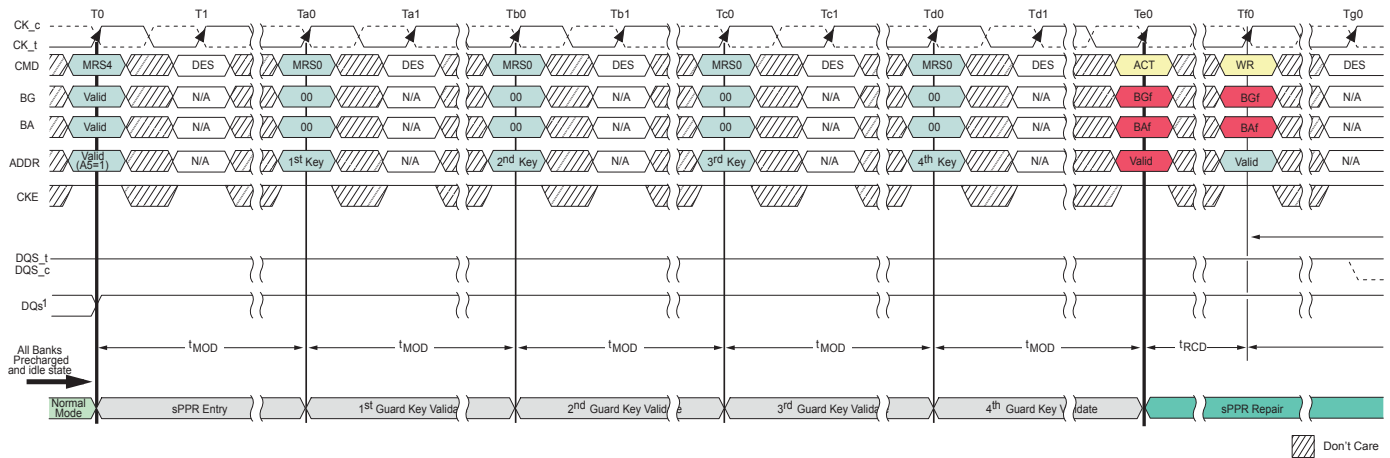 T0 T1 Ta0 Ta1 Tb0 Tb1 Tc0 Tc1 Td0 Td1 Te0 Tf0 Tg0
CK_c
CK_t
CMD MRS4 DES MRS0 DES MRS0 DES MRS0 DES MRS0 DES ACT WR DES
BG Valid N/A 00 N/A 00 N/A 00 N/A 00 N/A BGf BGf N/A
BA Valid N/A 00 N/A 00 N/A 00 N/A 00 N/A BAf BAf N/A
ADDR Valid (A5=1) N/A 1st Key N/A 2nd Key N/A 3rd Key N/A 4th Key N/A Valid Valid N/A
CKE
DQS_t
DQS_c
DQs1
tMOD tMOD tMOD tMOD tMOD tRCD
All Banks
Precharged
and idle state
Normal Mode sPPR Entry 1st Guard Key Valida 2nd Guard Key Valid e 3rd Guard Key Valida 4th Guard Key V date sPPR Repair
Don't Care